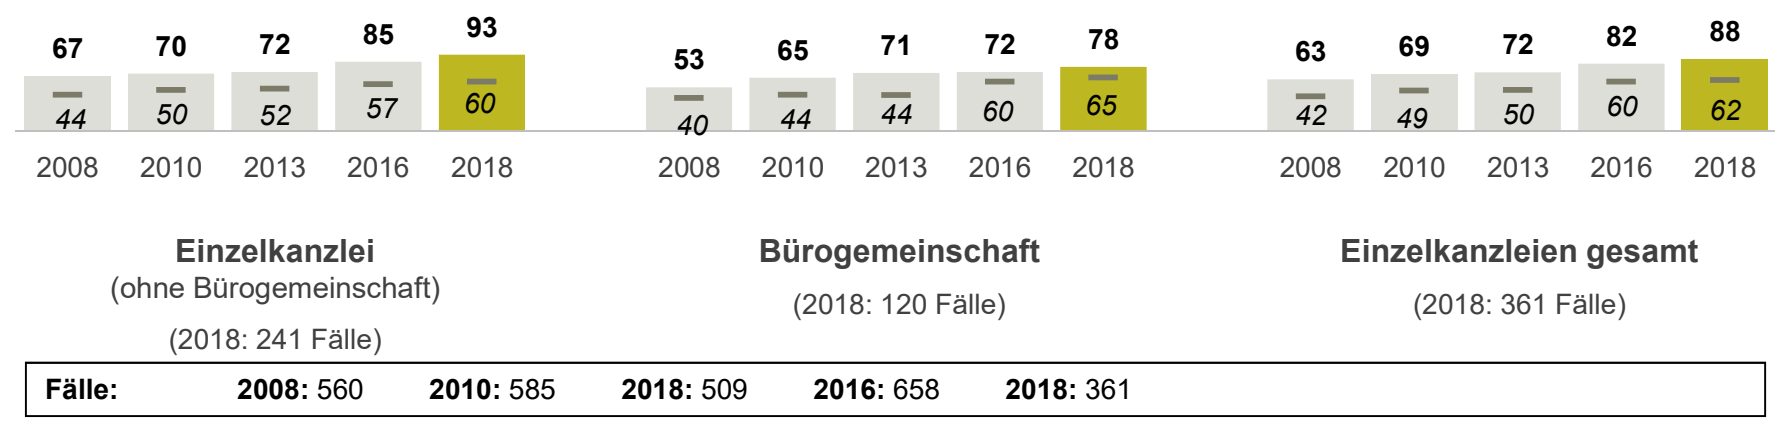 67 70 72 85 93
44 50 52 57 60
2008 2010 2013 2016 2018
Einzelkanzlei
(ohne Bürogemeinschaft)
(2018: 241 Fälle)
53 65 71 72 78
40 44 44 60 65
2008 2010 2013 2016 2018
Bürogemeinschaft
(2018: 120 Fälle)
63 69 72 82 88
42 49 50 60 62
2008 2010 2013 2016 2018
Einzelkanzleien gesamt
(2018: 361 Fälle)
Fälle: 2008: 560 2010: 585 2018: 509 2016: 658 2018: 361